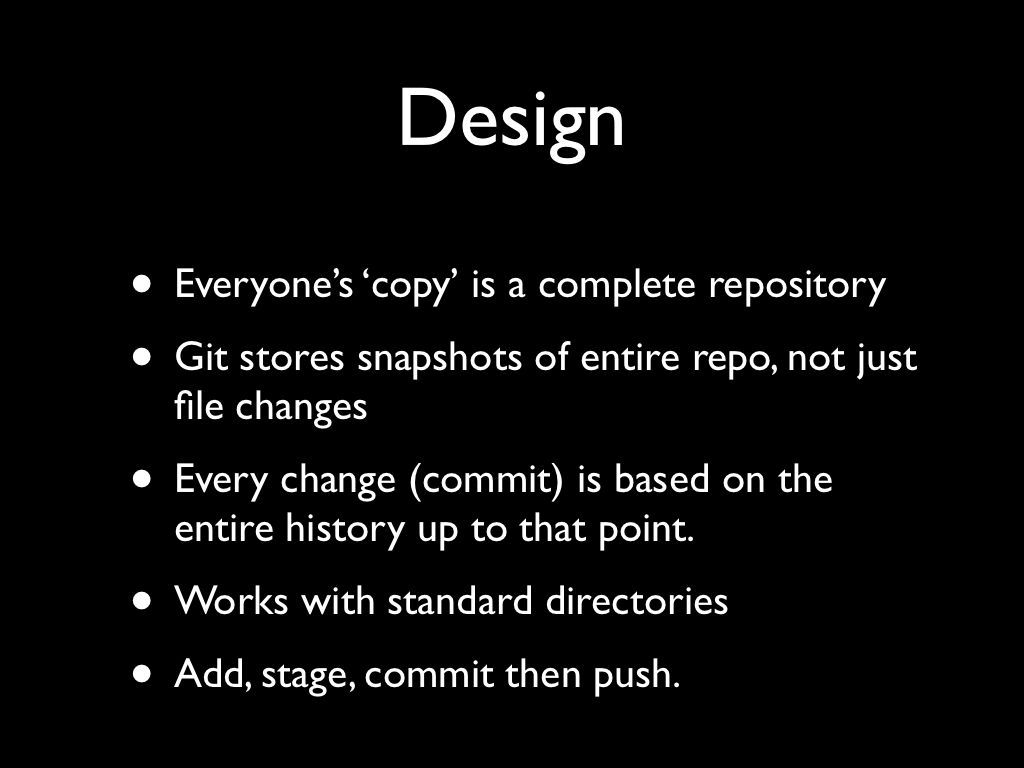 Design
• Everyone’s ‘copy’ is a complete repository
• Git stores snapshots of entire repo, not just
file changes
• Every change (commit) is based on the
entire history up to that point.
• Works with standard directories
• Add, stage, commit then push.